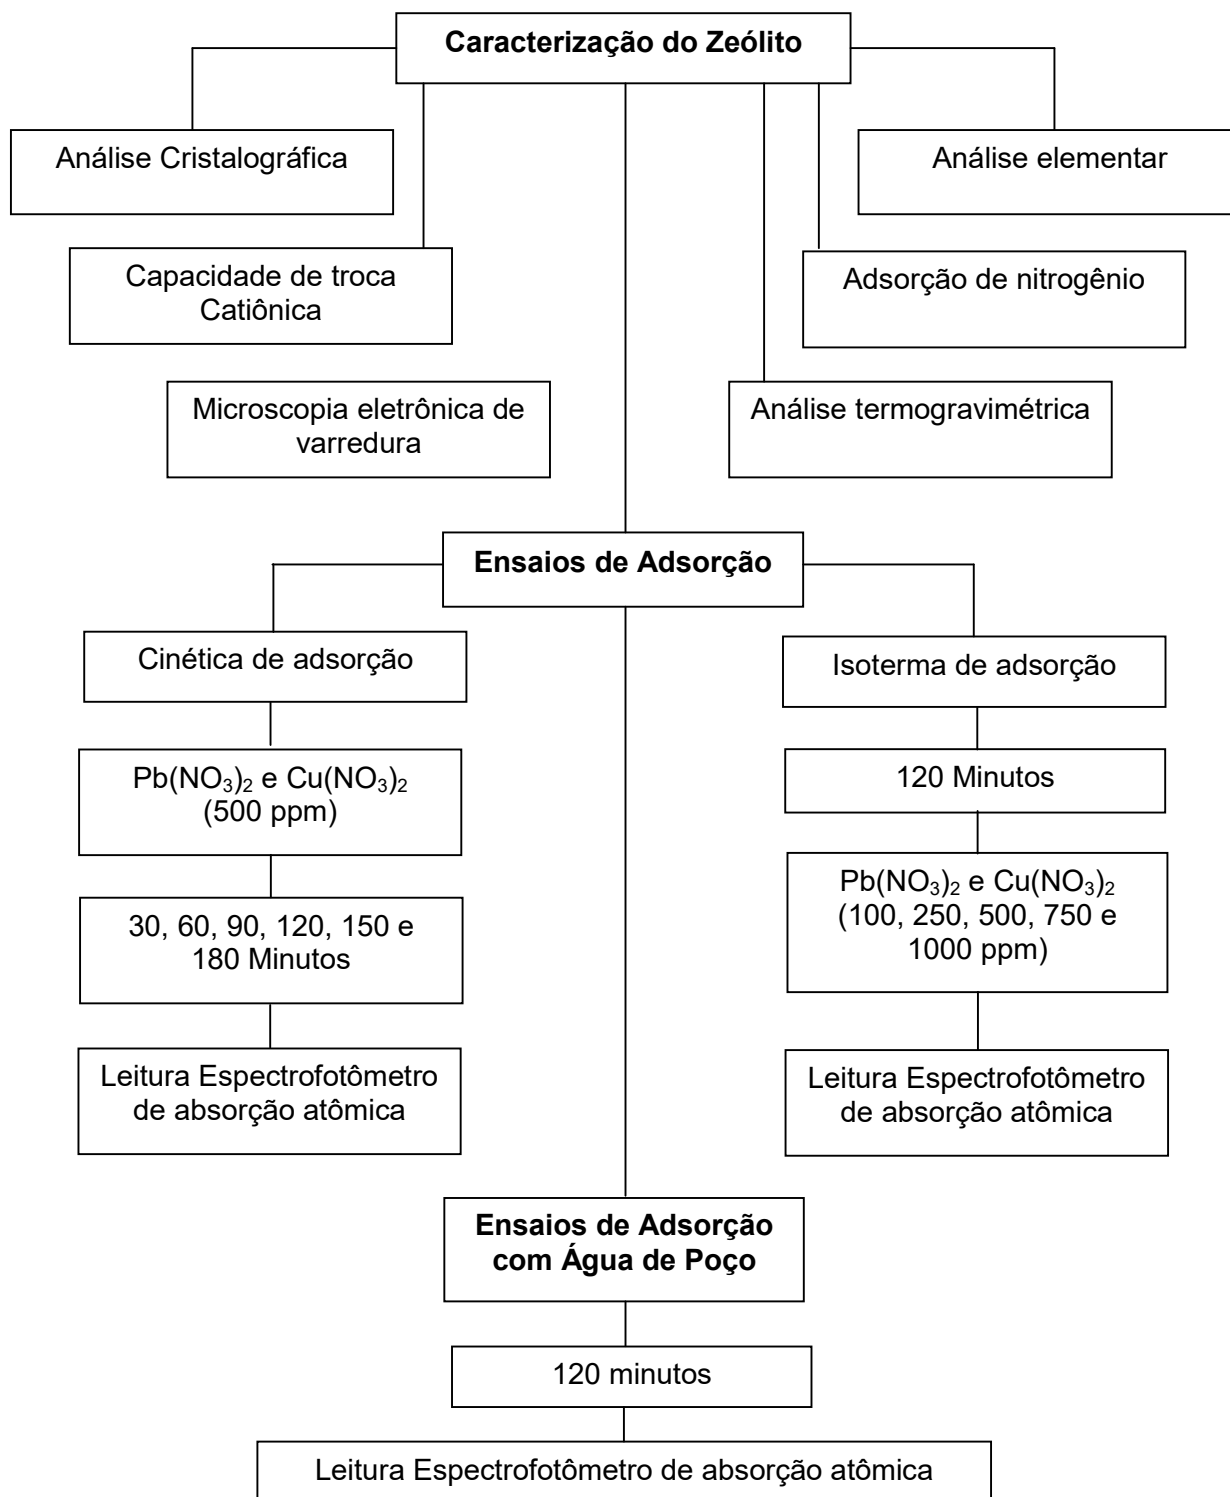 Caracterização do Zeólito
Análise Cristalográfica
Análise elementar
Capacidade de troca
Catiônica
Adsorção de nitrogênio
Microscopia eletrônica de
varredura
Análise termogravimétrica
Ensaios de Adsorção
Cinética de adsorção
Isoterma de adsorção
Pb(NO₃)₂ e Cu(NO₃)₂
(500 ppm)
120 Minutos
30, 60, 90, 120, 150 e
180 Minutos
Pb(NO₃)₂ e Cu(NO₃)₂
(100, 250, 500, 750 e
1000 ppm)
Leitura Espectrofotômetro
de absorção atômica
Leitura Espectrofotômetro
de absorção atômica
Ensaios de Adsorção
com Água de Poço
120 minutos
Leitura Espectrofotômetro de absorção atômica